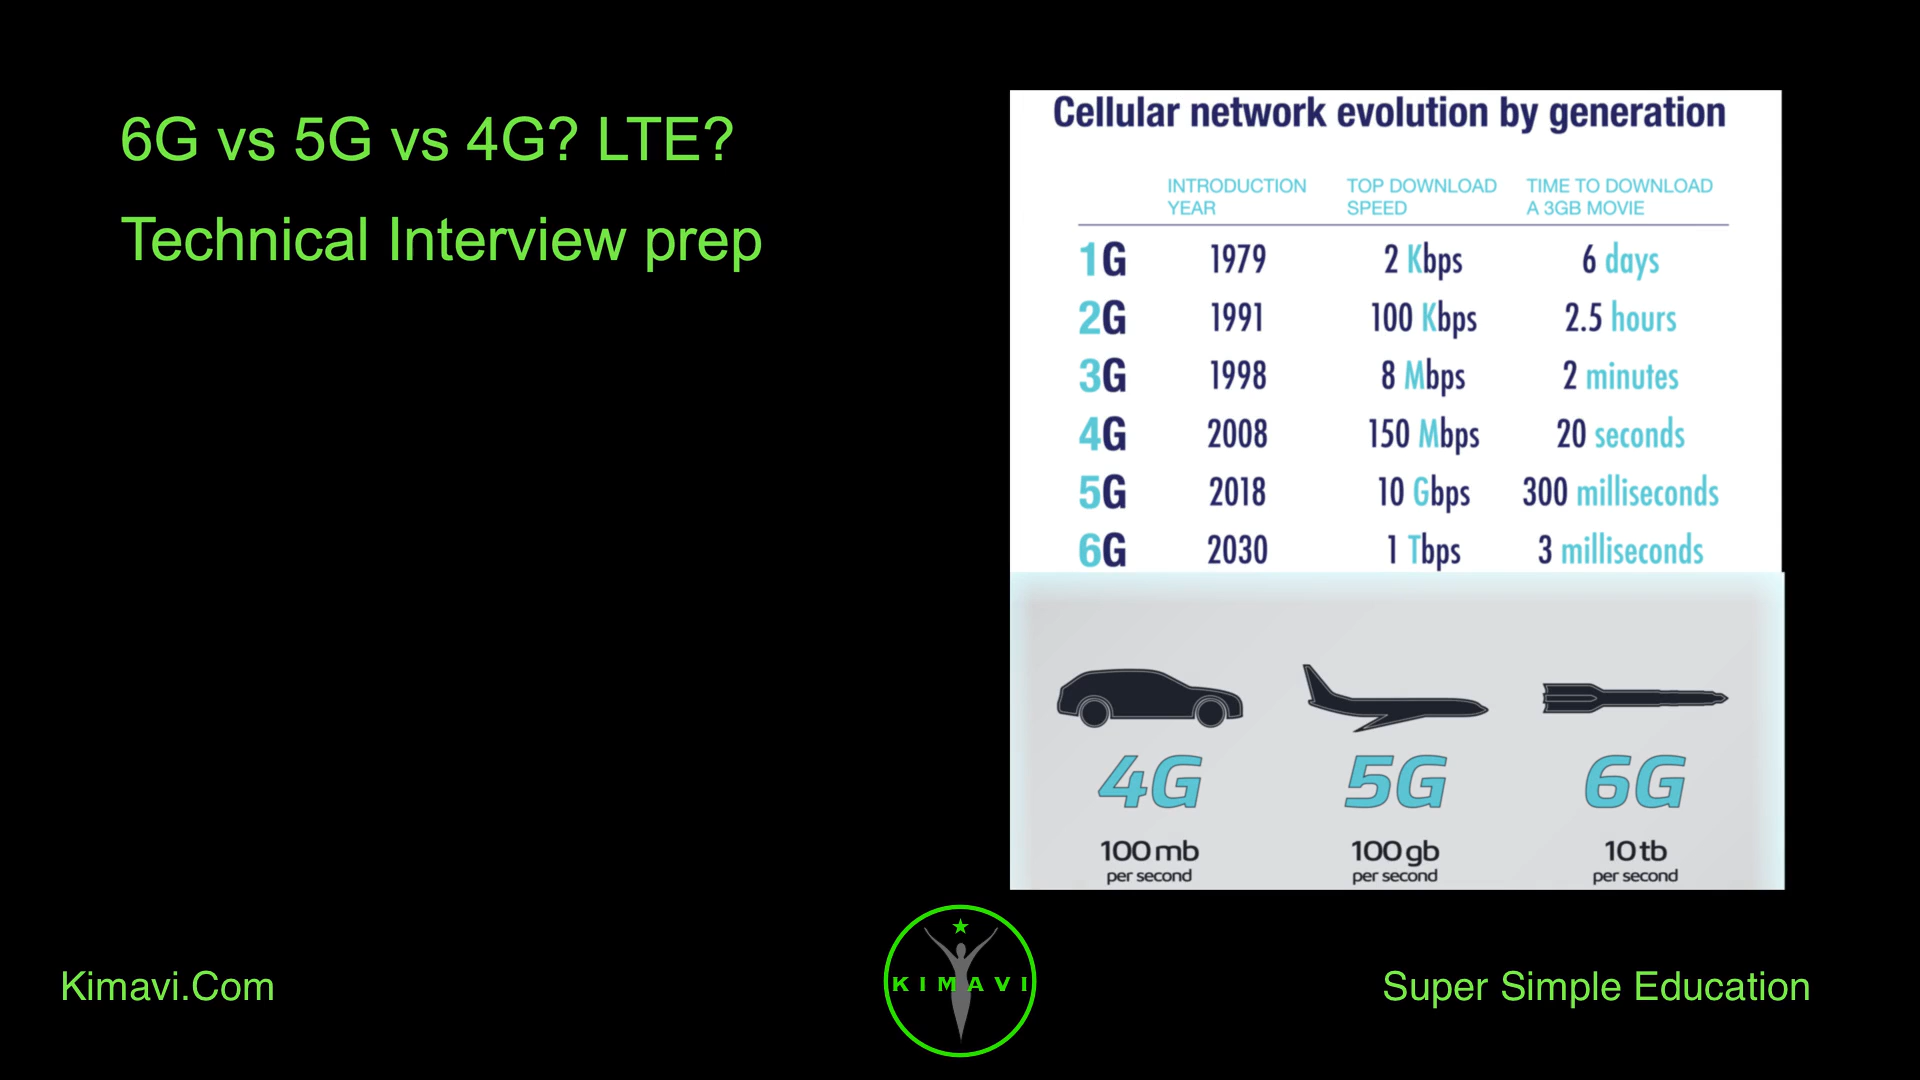 6G vs 5G vs 4G? LTE?
Technical Interview prep
Cellular network evolution by generation
INTRODUCTION YEAR TOP DOWNLOAD SPEED TIME TO DOWNLOAD A 3GB MOVIE
1G 1979 2 Kbps 6 days
2G 1991 100 Kbps 2.5 hours
3G 1998 8 Mbps 2 minutes
4G 2008 150 Mbps 20 seconds
5G 2018 10 Gbps 300 milliseconds
6G 2030 1 Tbps 3 milliseconds
4G 5G 6G
100 mb 100 gb 10 tb
per second per second per second
Kimavi.Com
KIMAVI
Super Simple Education